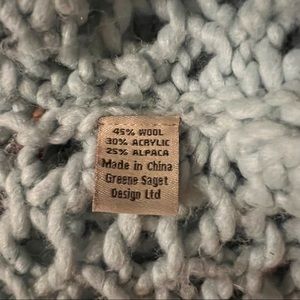 45% WOOL
30% ACRYLIC
25% ALPACA
Made in China
Greene Saget
Design Ltd